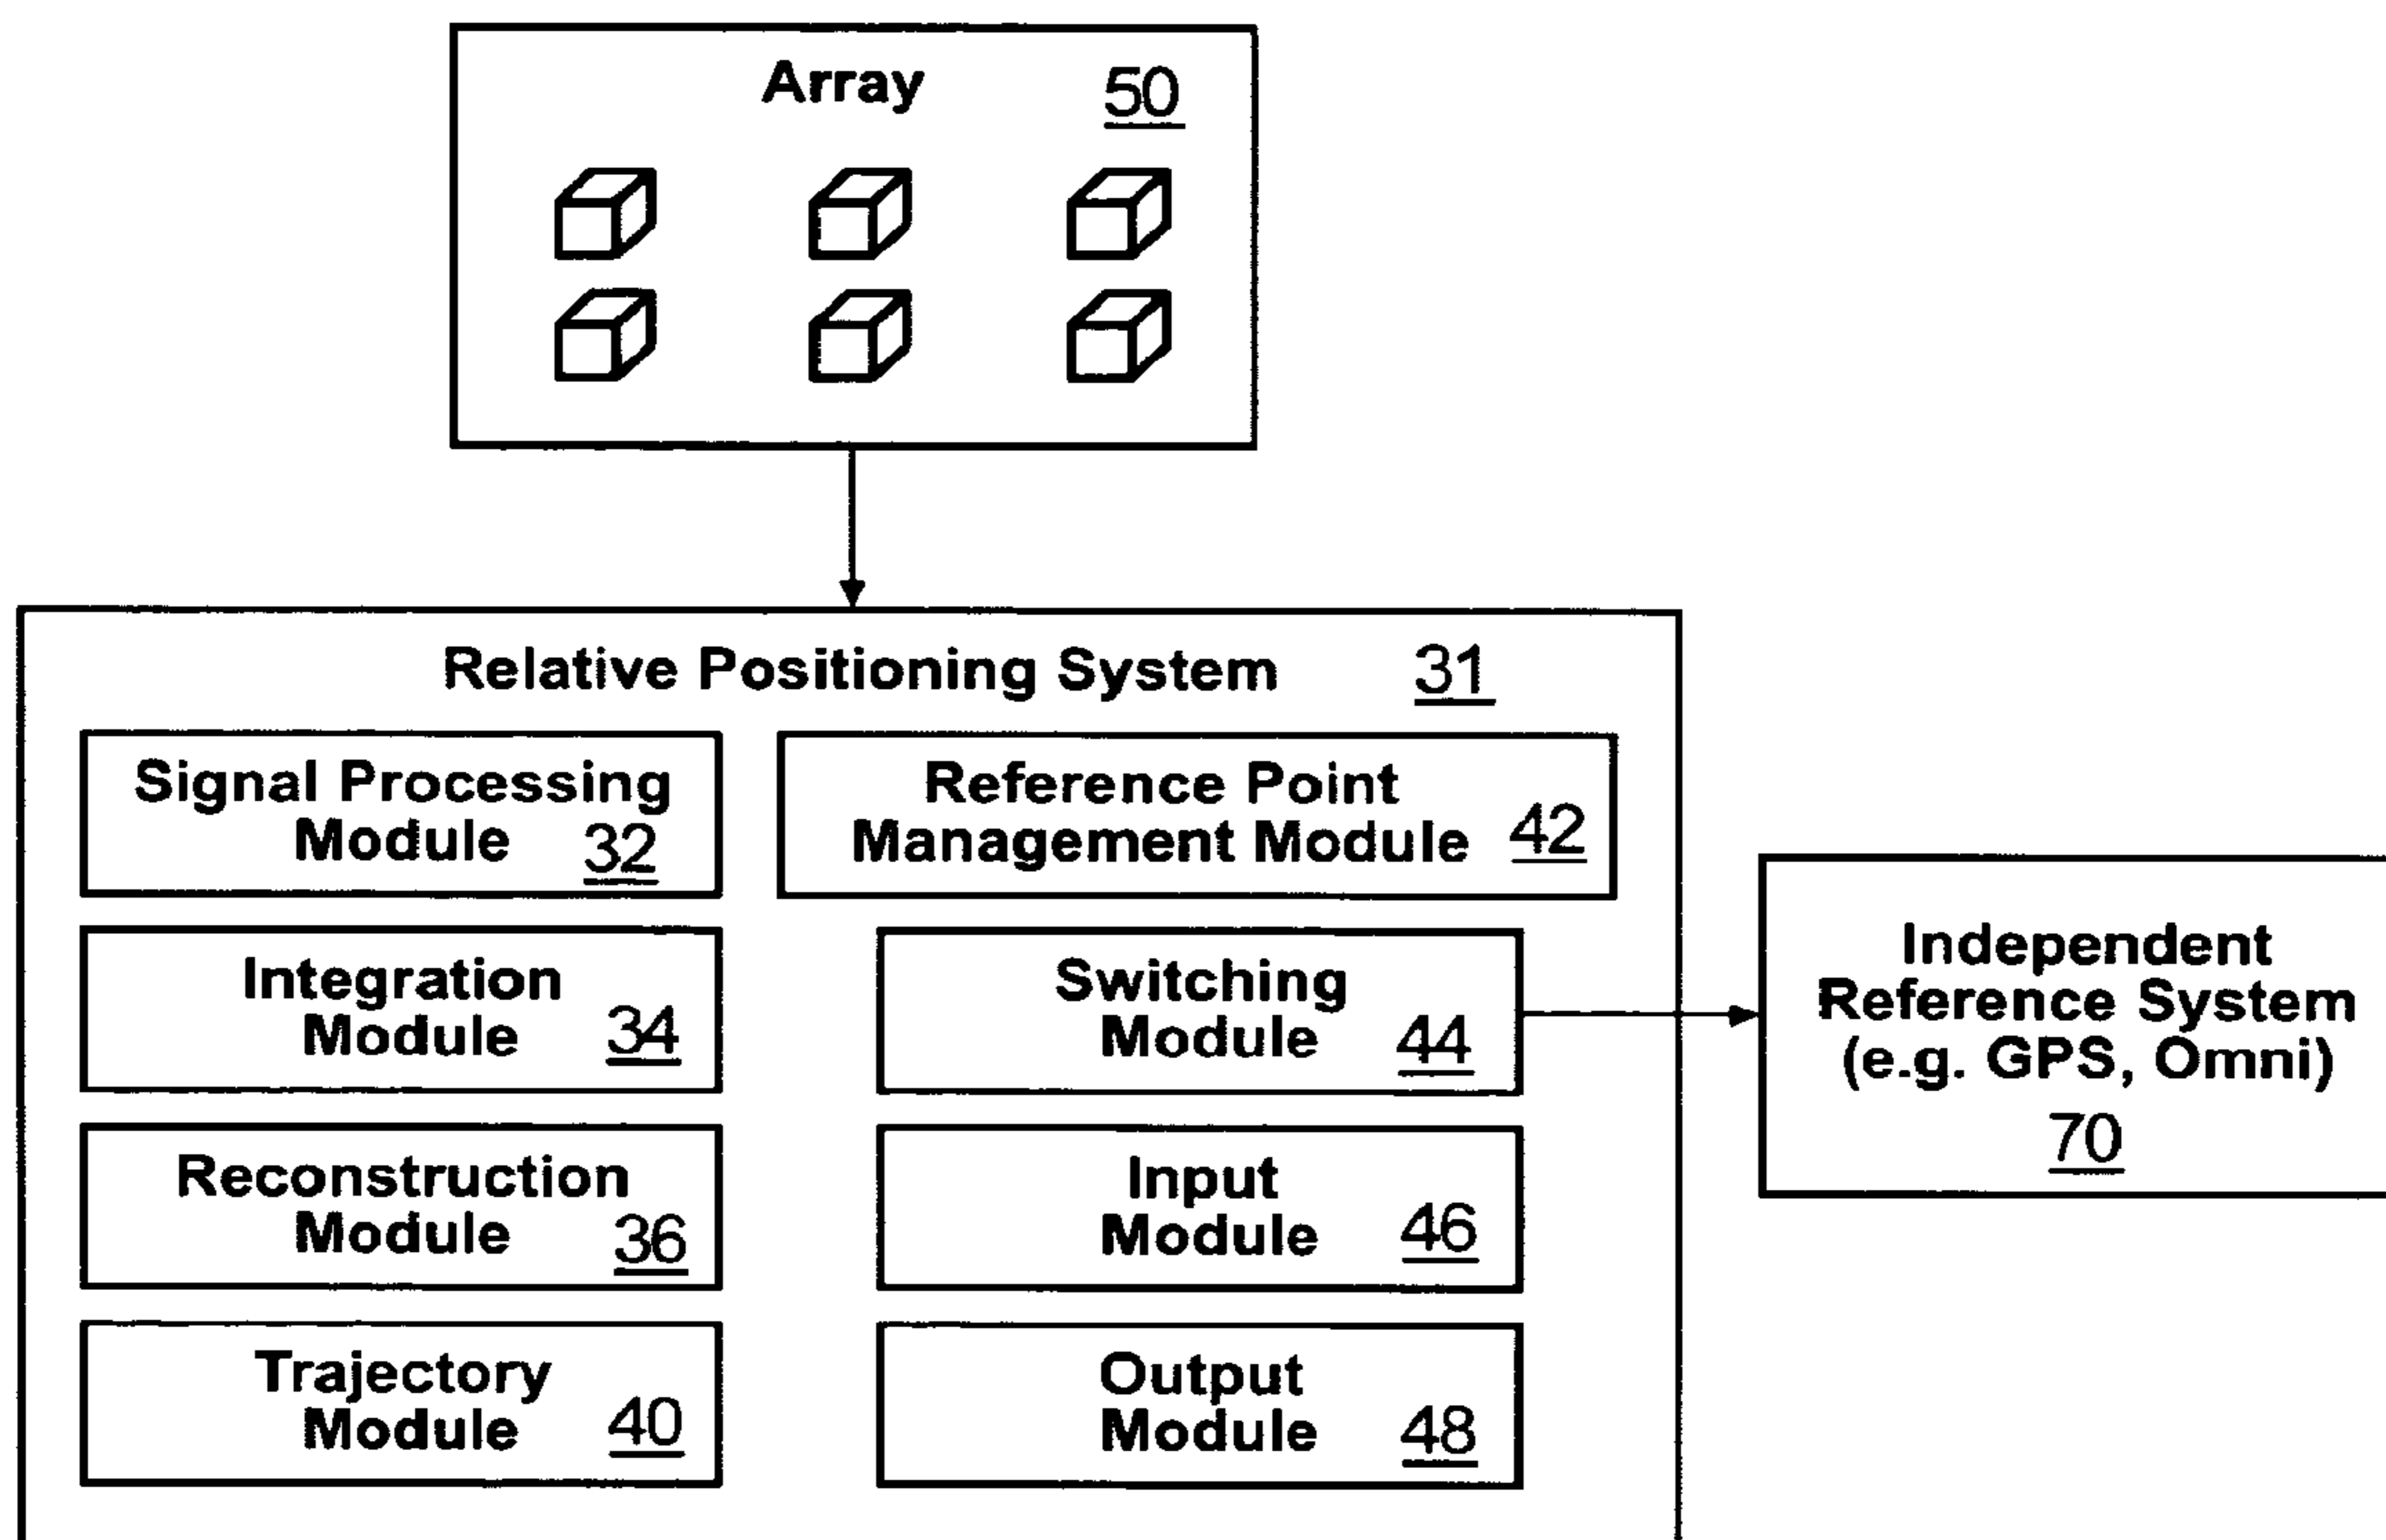 Array 50
Relative Positioning System 31
Signal Processing
Module 32
Reference Point
Management Module 42
Integration
Module 34
Switching
Module 44
Independent
Reference System
(e.g. GPS, Omni)
70
Reconstruction
Module 36
Input
Module 46
Trajectory
Module 40
Output
Module 48